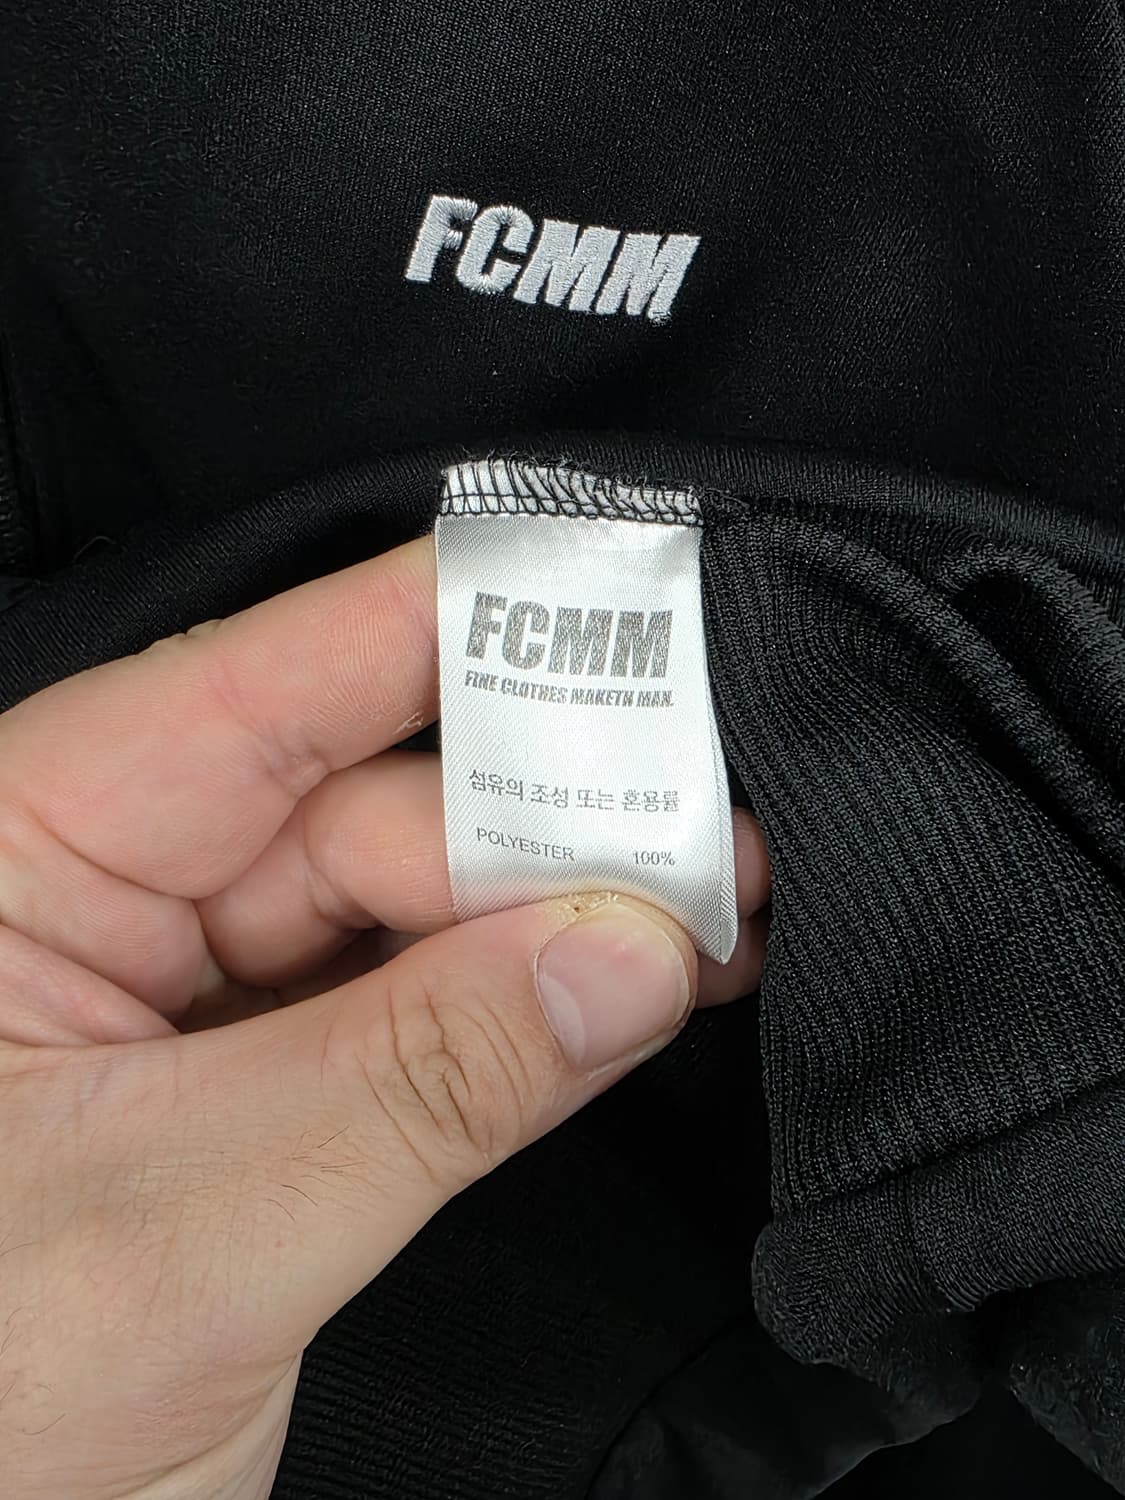 FCMM
FCMM
FINE CLOTHES MAKETH MAN.
섬유의 조성 또는 혼용률
POLYESTER 100%